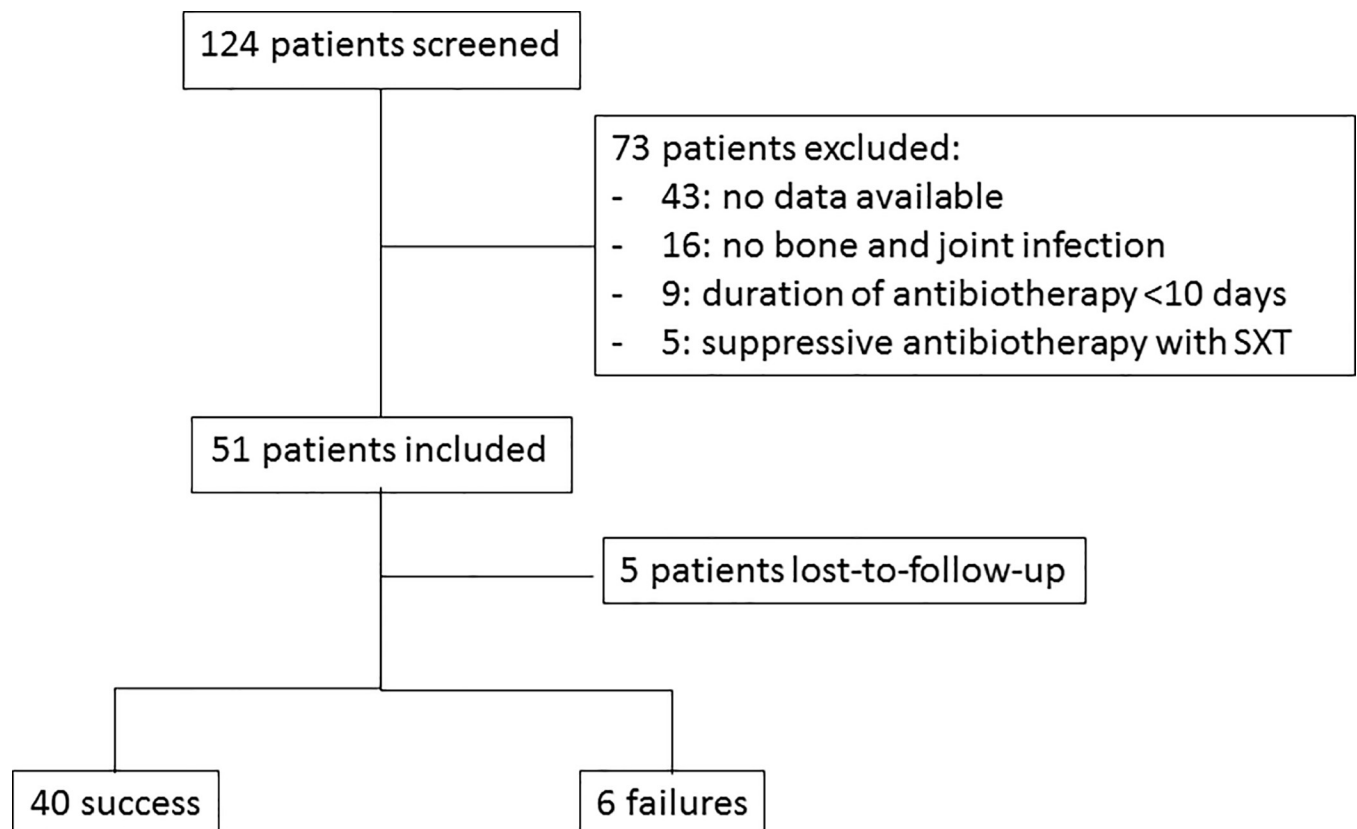 124 patients screened
73 patients excluded:
- 43: no data available
- 16: no bone and joint infection
- 9: duration of antibiotherapy <10 days
- 5: suppressive antibiotherapy with SXT
51 patients included
5 patients lost-to-follow-up
40 success
6 failures